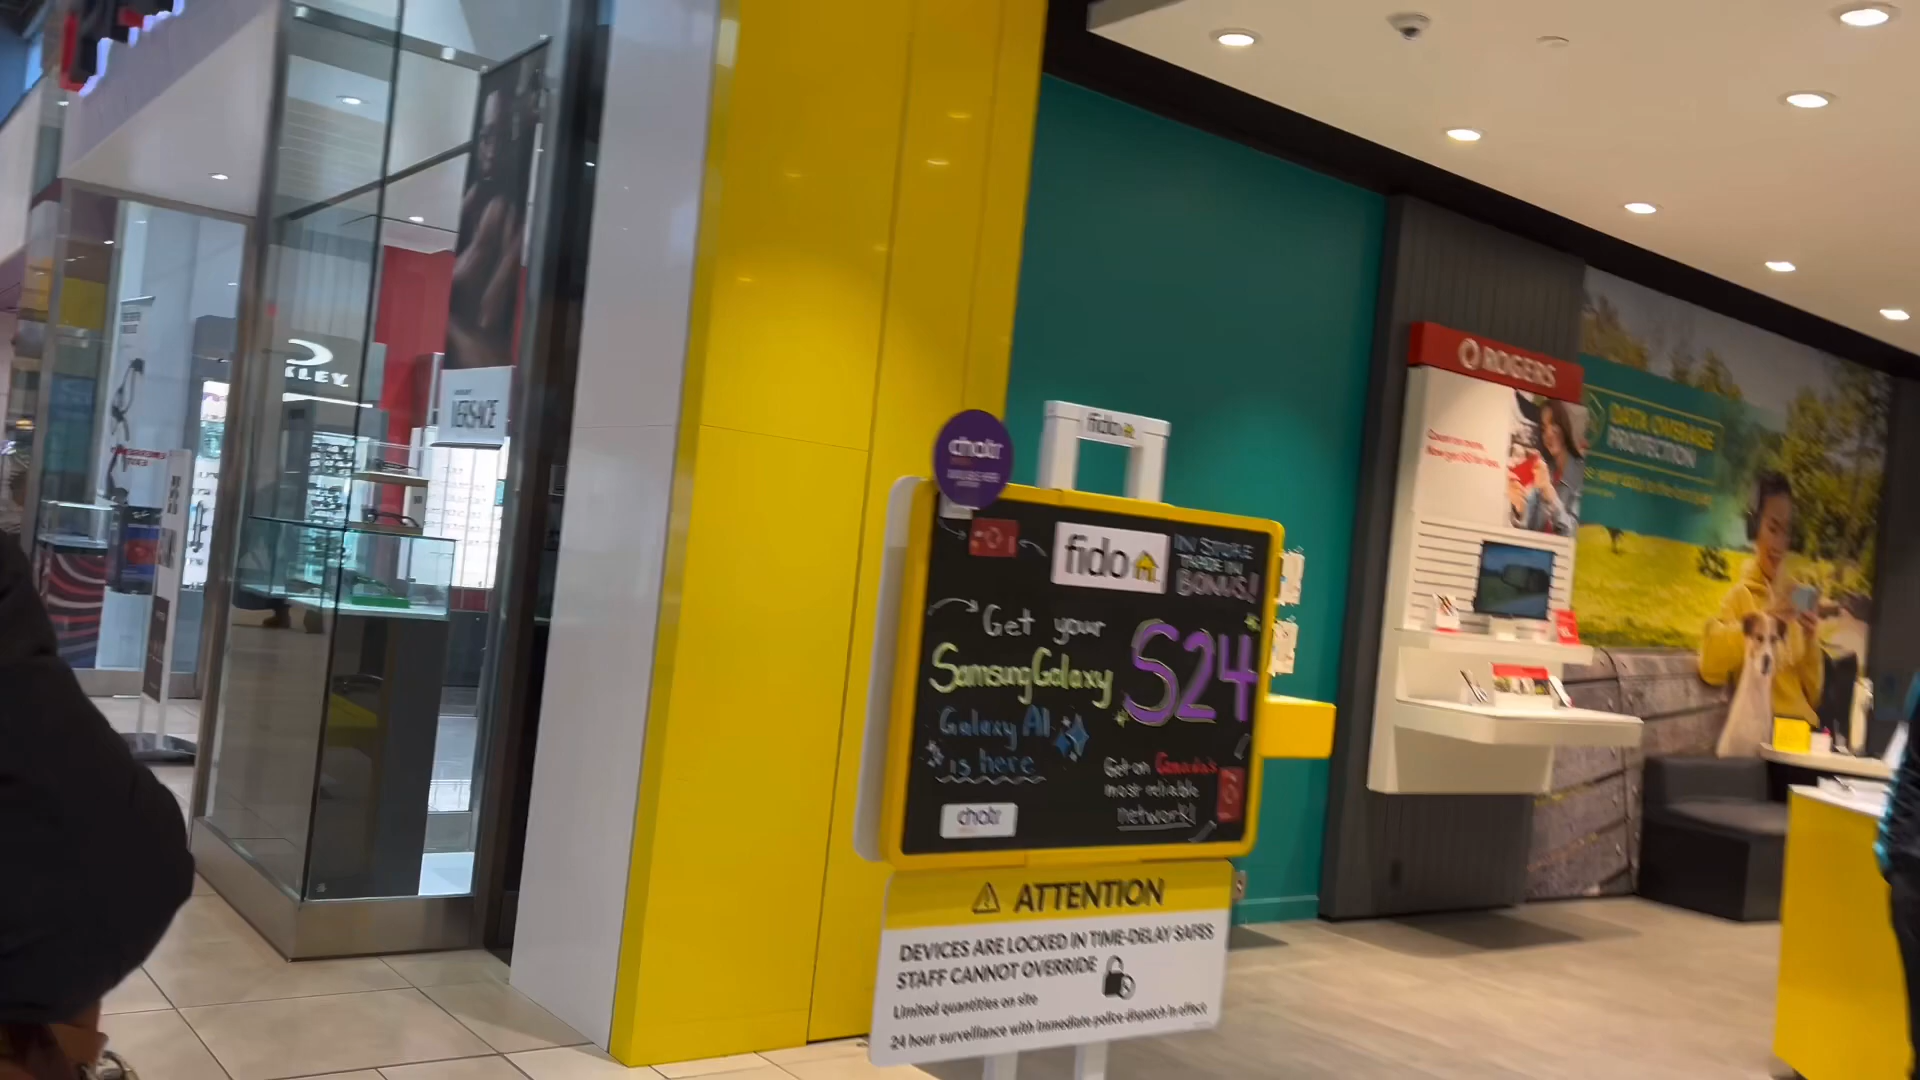 KLEY
VERSACE
chatr
fido
fido
IN STORE
TRADE IN
BONUS!
Get your
Samsung Galaxy
S24
Galaxy AI
is here
Get on Canada's
most reliable
network!
chatr
ATTENTION
DEVICES ARE LOCKED IN TIME-DELAY SAFES
STAFF CANNOT OVERRIDE
Limited quantities on site
24 hour surveillance with immediate police dispatch in effect
ROGERS
DATA OVERAGE
PROTECTION